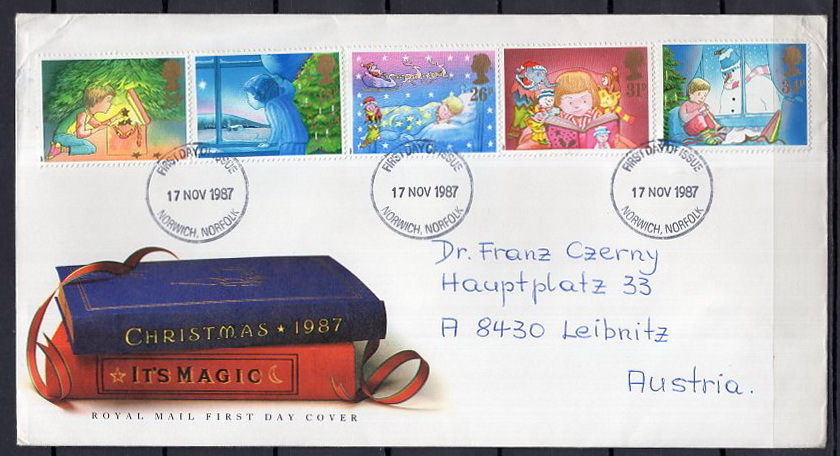 26P
31P
34P
FIRST DAY OF ISSUE
17 NOV 1987
NORWICH, NORFOLK
FIRST DAY OF ISSUE
17 NOV 1987
NORWICH, NORFOLK
FIRST DAY OF ISSUE
17 NOV 1987
NORWICH, NORFOLK
Dr. Franz Czerny
Hauptplatz 33
A 8430 Leibnitz
Austria.
CHRISTMAS ★ 1987
☆ IT'S MAGIC ☾
ROYAL MAIL FIRST DAY COVER